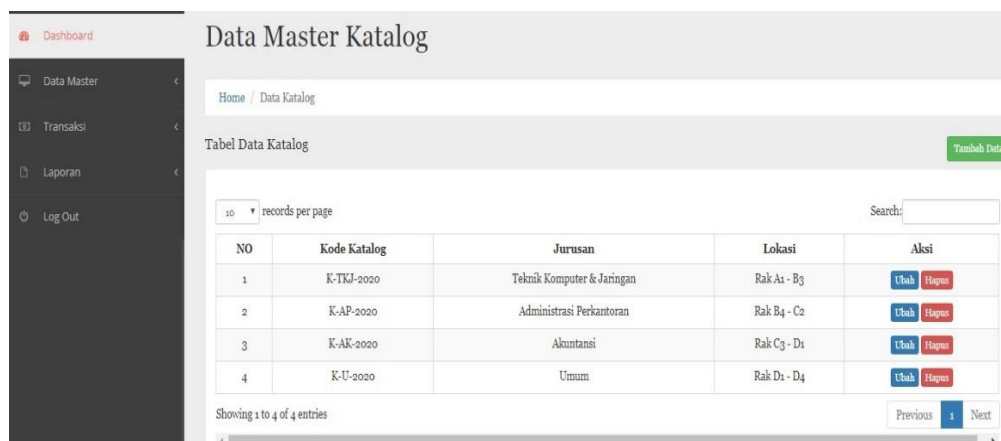 Dashboard
Data Master
Transaksi
Laporan
Log Out
Data Master Katalog
Home / Data Katalog
Tabel Data Katalog
Tambah Data
10 records per page
Search:
NO Kode Katalog Jurusan Lokasi Aksi
1 K-TKJ-2020 Teknik Komputer & Jaringan Rak A1 - B3 Ubah Hapus
2 K-AP-2020 Administrasi Perkantoran Rak B4 - C2 Ubah Hapus
3 K-AK-2020 Akuntansi Rak C3 - D1 Ubah Hapus
4 K-U-2020 Umum Rak D1 - D4 Ubah Hapus
Showing 1 to 4 of 4 entries
Previous 1 Next